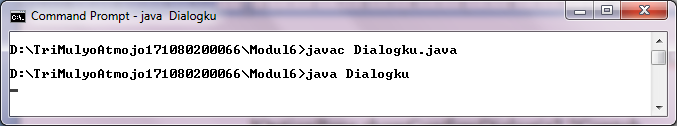 Command Prompt - java  Dialogku
D:\TriMulyoAtmojo171080200066\Modul6>javac Dialogku.java
D:\TriMulyoAtmojo171080200066\Modul6>java Dialogku